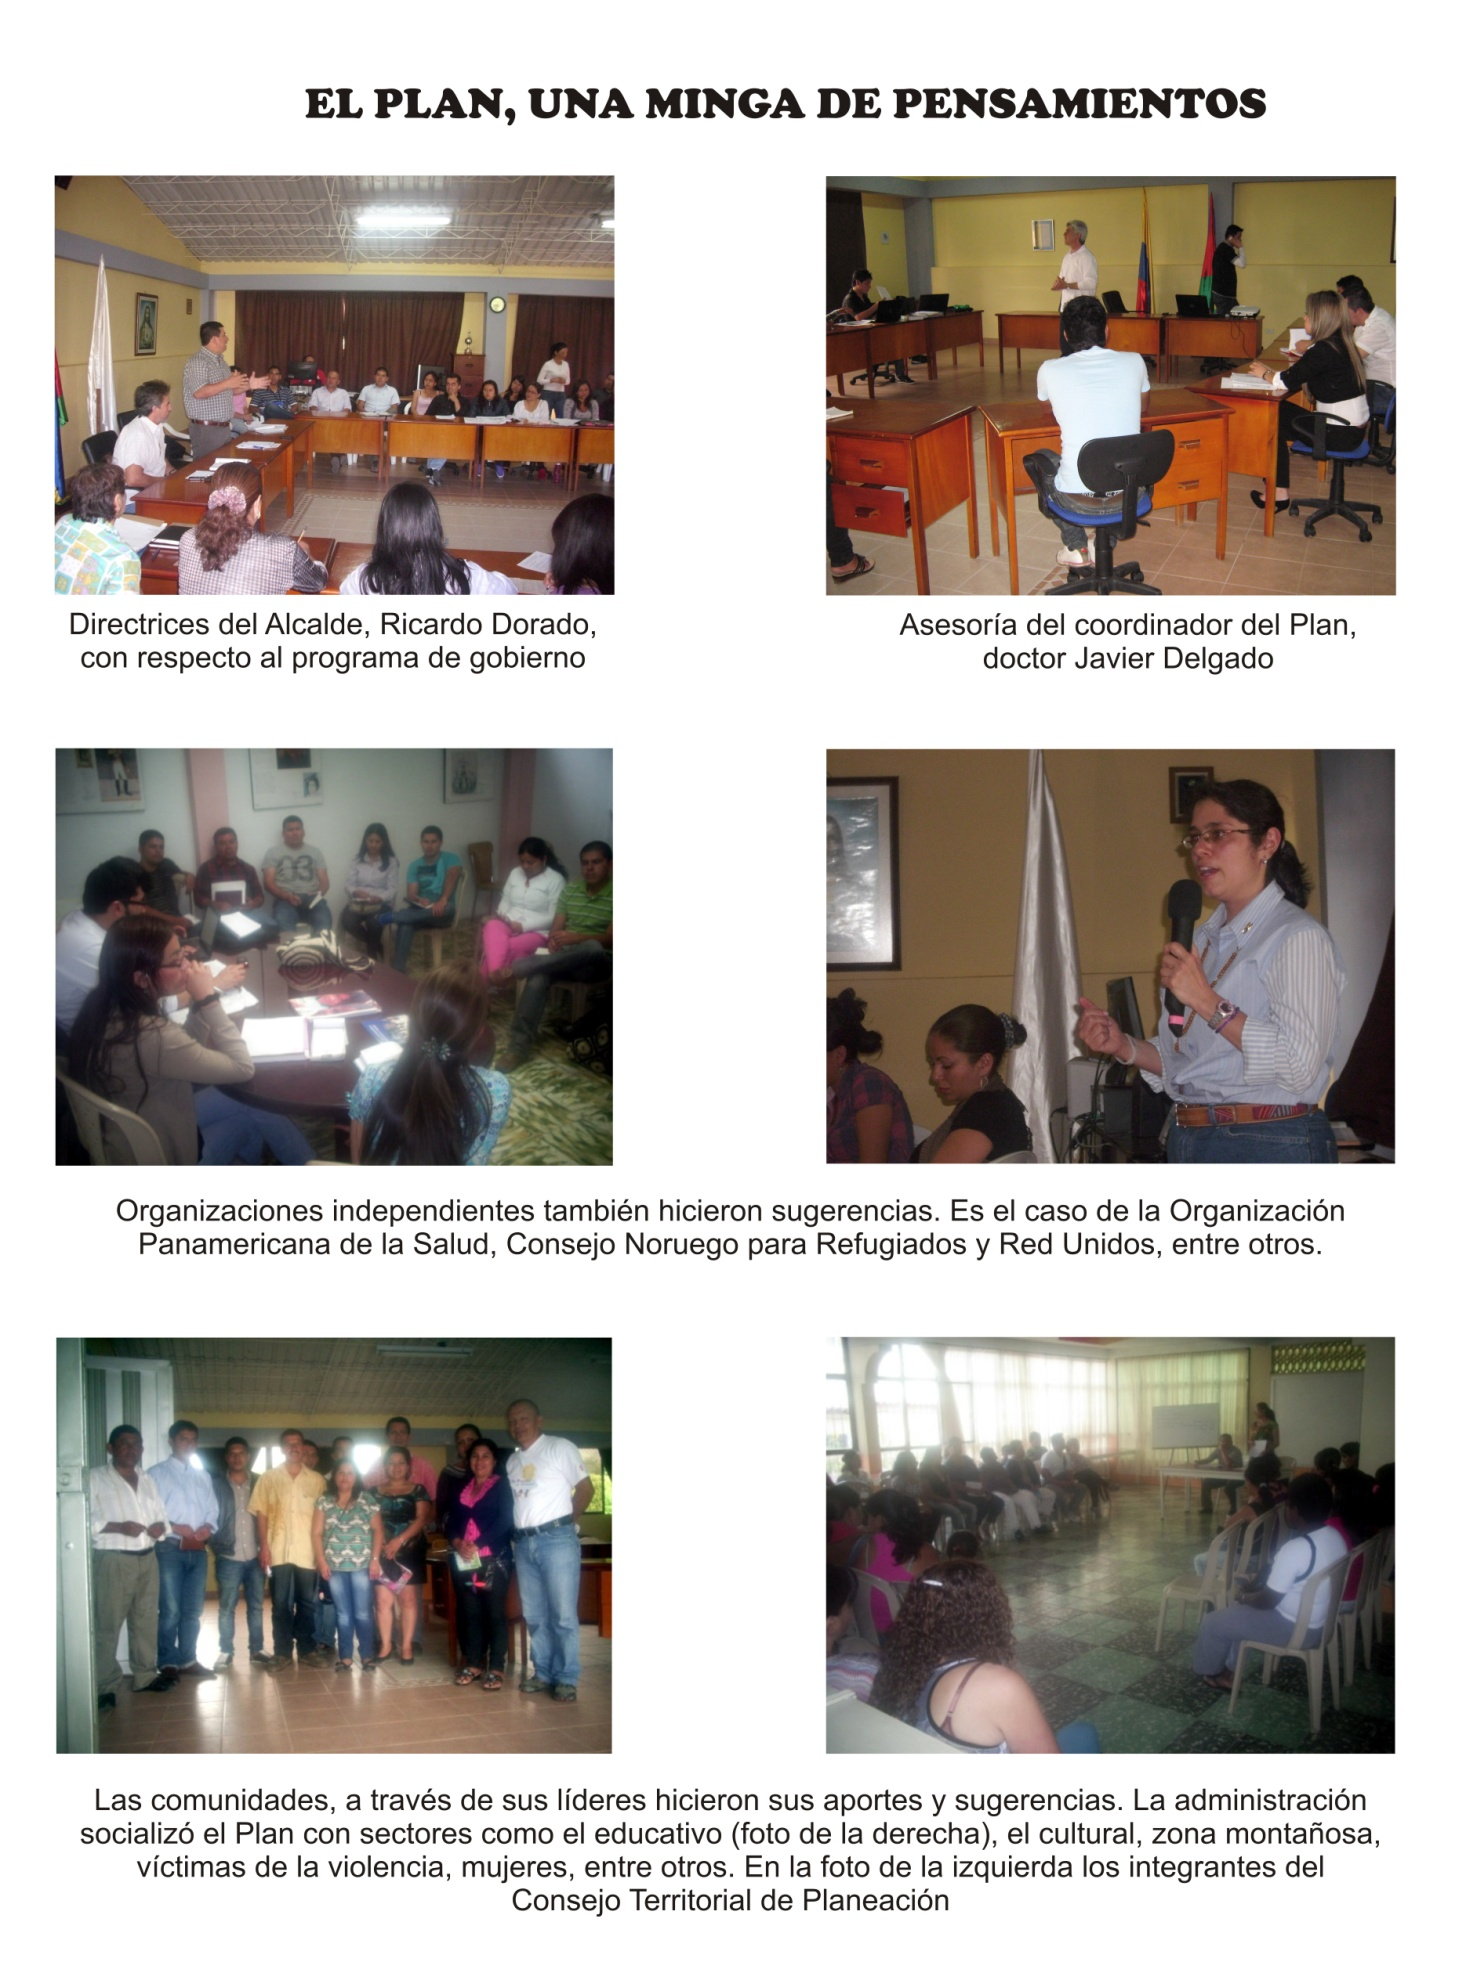 EL PLAN, UNA MINGA DE PENSAMIENTOS
Directrices del Alcalde, Ricardo Dorado,
con respecto al programa de gobierno
Asesoría del coordinador del Plan,
doctor Javier Delgado
Organizaciones independientes también hicieron sugerencias. Es el caso de la Organización
Panamericana de la Salud, Consejo Noruego para Refugiados y Red Unidos, entre otros.
Las comunidades, a través de sus líderes hicieron sus aportes y sugerencias. La administración
socializó el Plan con sectores como el educativo (foto de la derecha), el cultural, zona montañosa,
víctimas de la violencia, mujeres, entre otros. En la foto de la izquierda los integrantes del
Consejo Territorial de Planeación